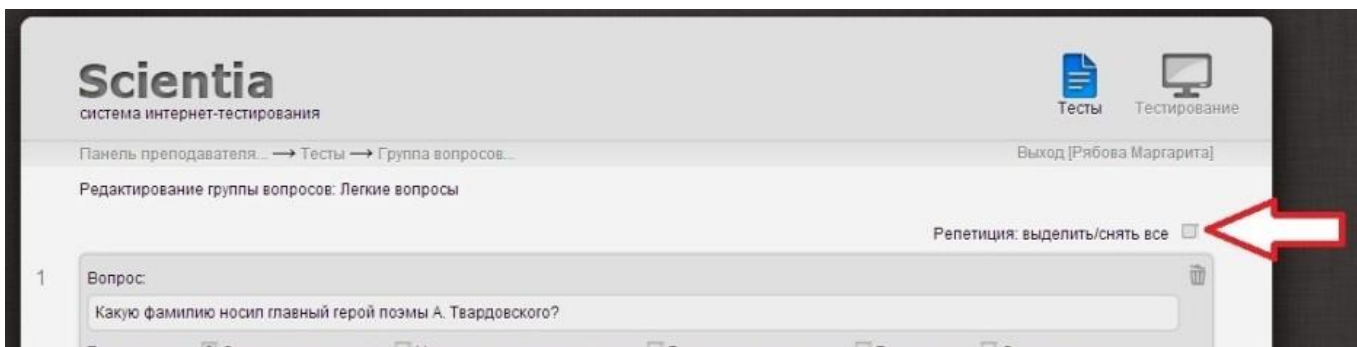 Scientia
система интернет-тестирования
Тесты Тестирование
Панель преподавателя... → Тесты → Группа вопросов... Выход [Рябова Маргарита]
Редактирование группы вопросов: Легкие вопросы
Репетиция: выделить/снять все
1 Вопрос:
Какую фамилию носил главный герой поэмы А. Твардовского?